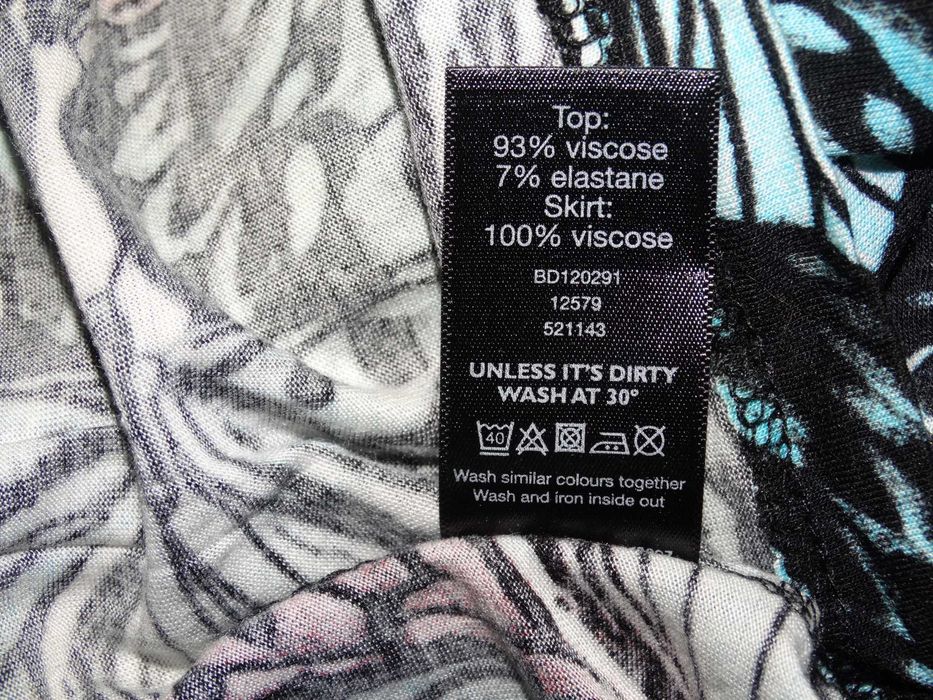 Top:
93% viscose
7% elastane
Skirt:
100% viscose
BD120291
12579
521143
UNLESS IT'S DIRTY
WASH AT 30°
40
Wash similar colours together
Wash and iron inside out